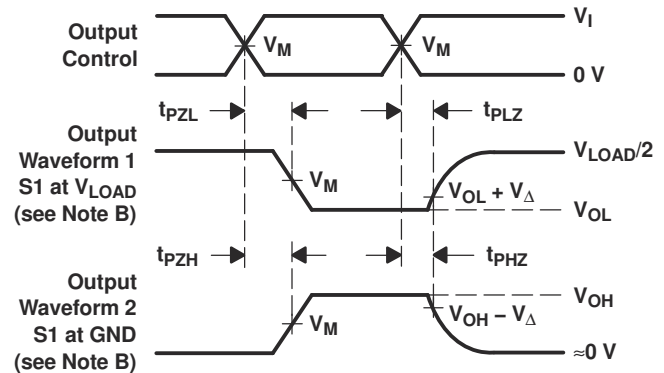 Output
Control
V_M
V_M
V_I
0 V
t_PZL
t_PLZ
Output
Waveform 1
S1 at V_LOAD
(see Note B)
V_M
V_LOAD/2
V_OL + V_Δ
V_OL
t_PZH
t_PHZ
Output
Waveform 2
S1 at GND
(see Note B)
V_M
V_OH
V_OH − V_Δ
≈0 V